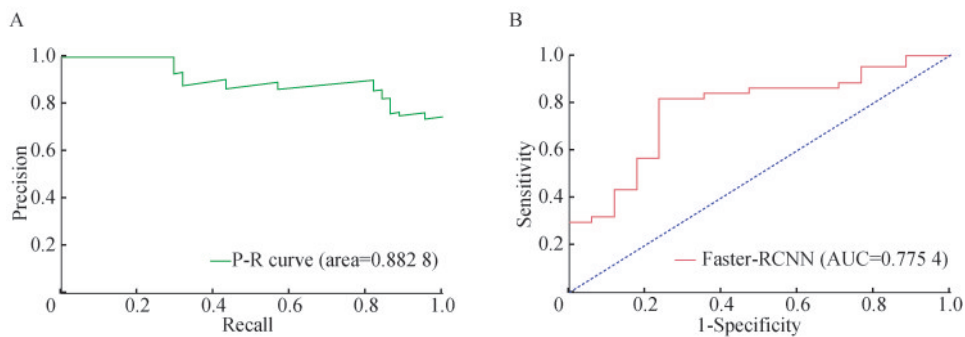 A
1.0
0.8
0.6
0.4
0.2
0
0.2
0.4
0.6
0.8
1.0
Precision
Recall
P-R curve (area=0.882 8)
B
1.0
0.8
0.6
0.4
0.2
0
0.2
0.4
0.6
0.8
1.0
Sensitivity
1-Specificity
Faster-RCNN (AUC=0.775 4)